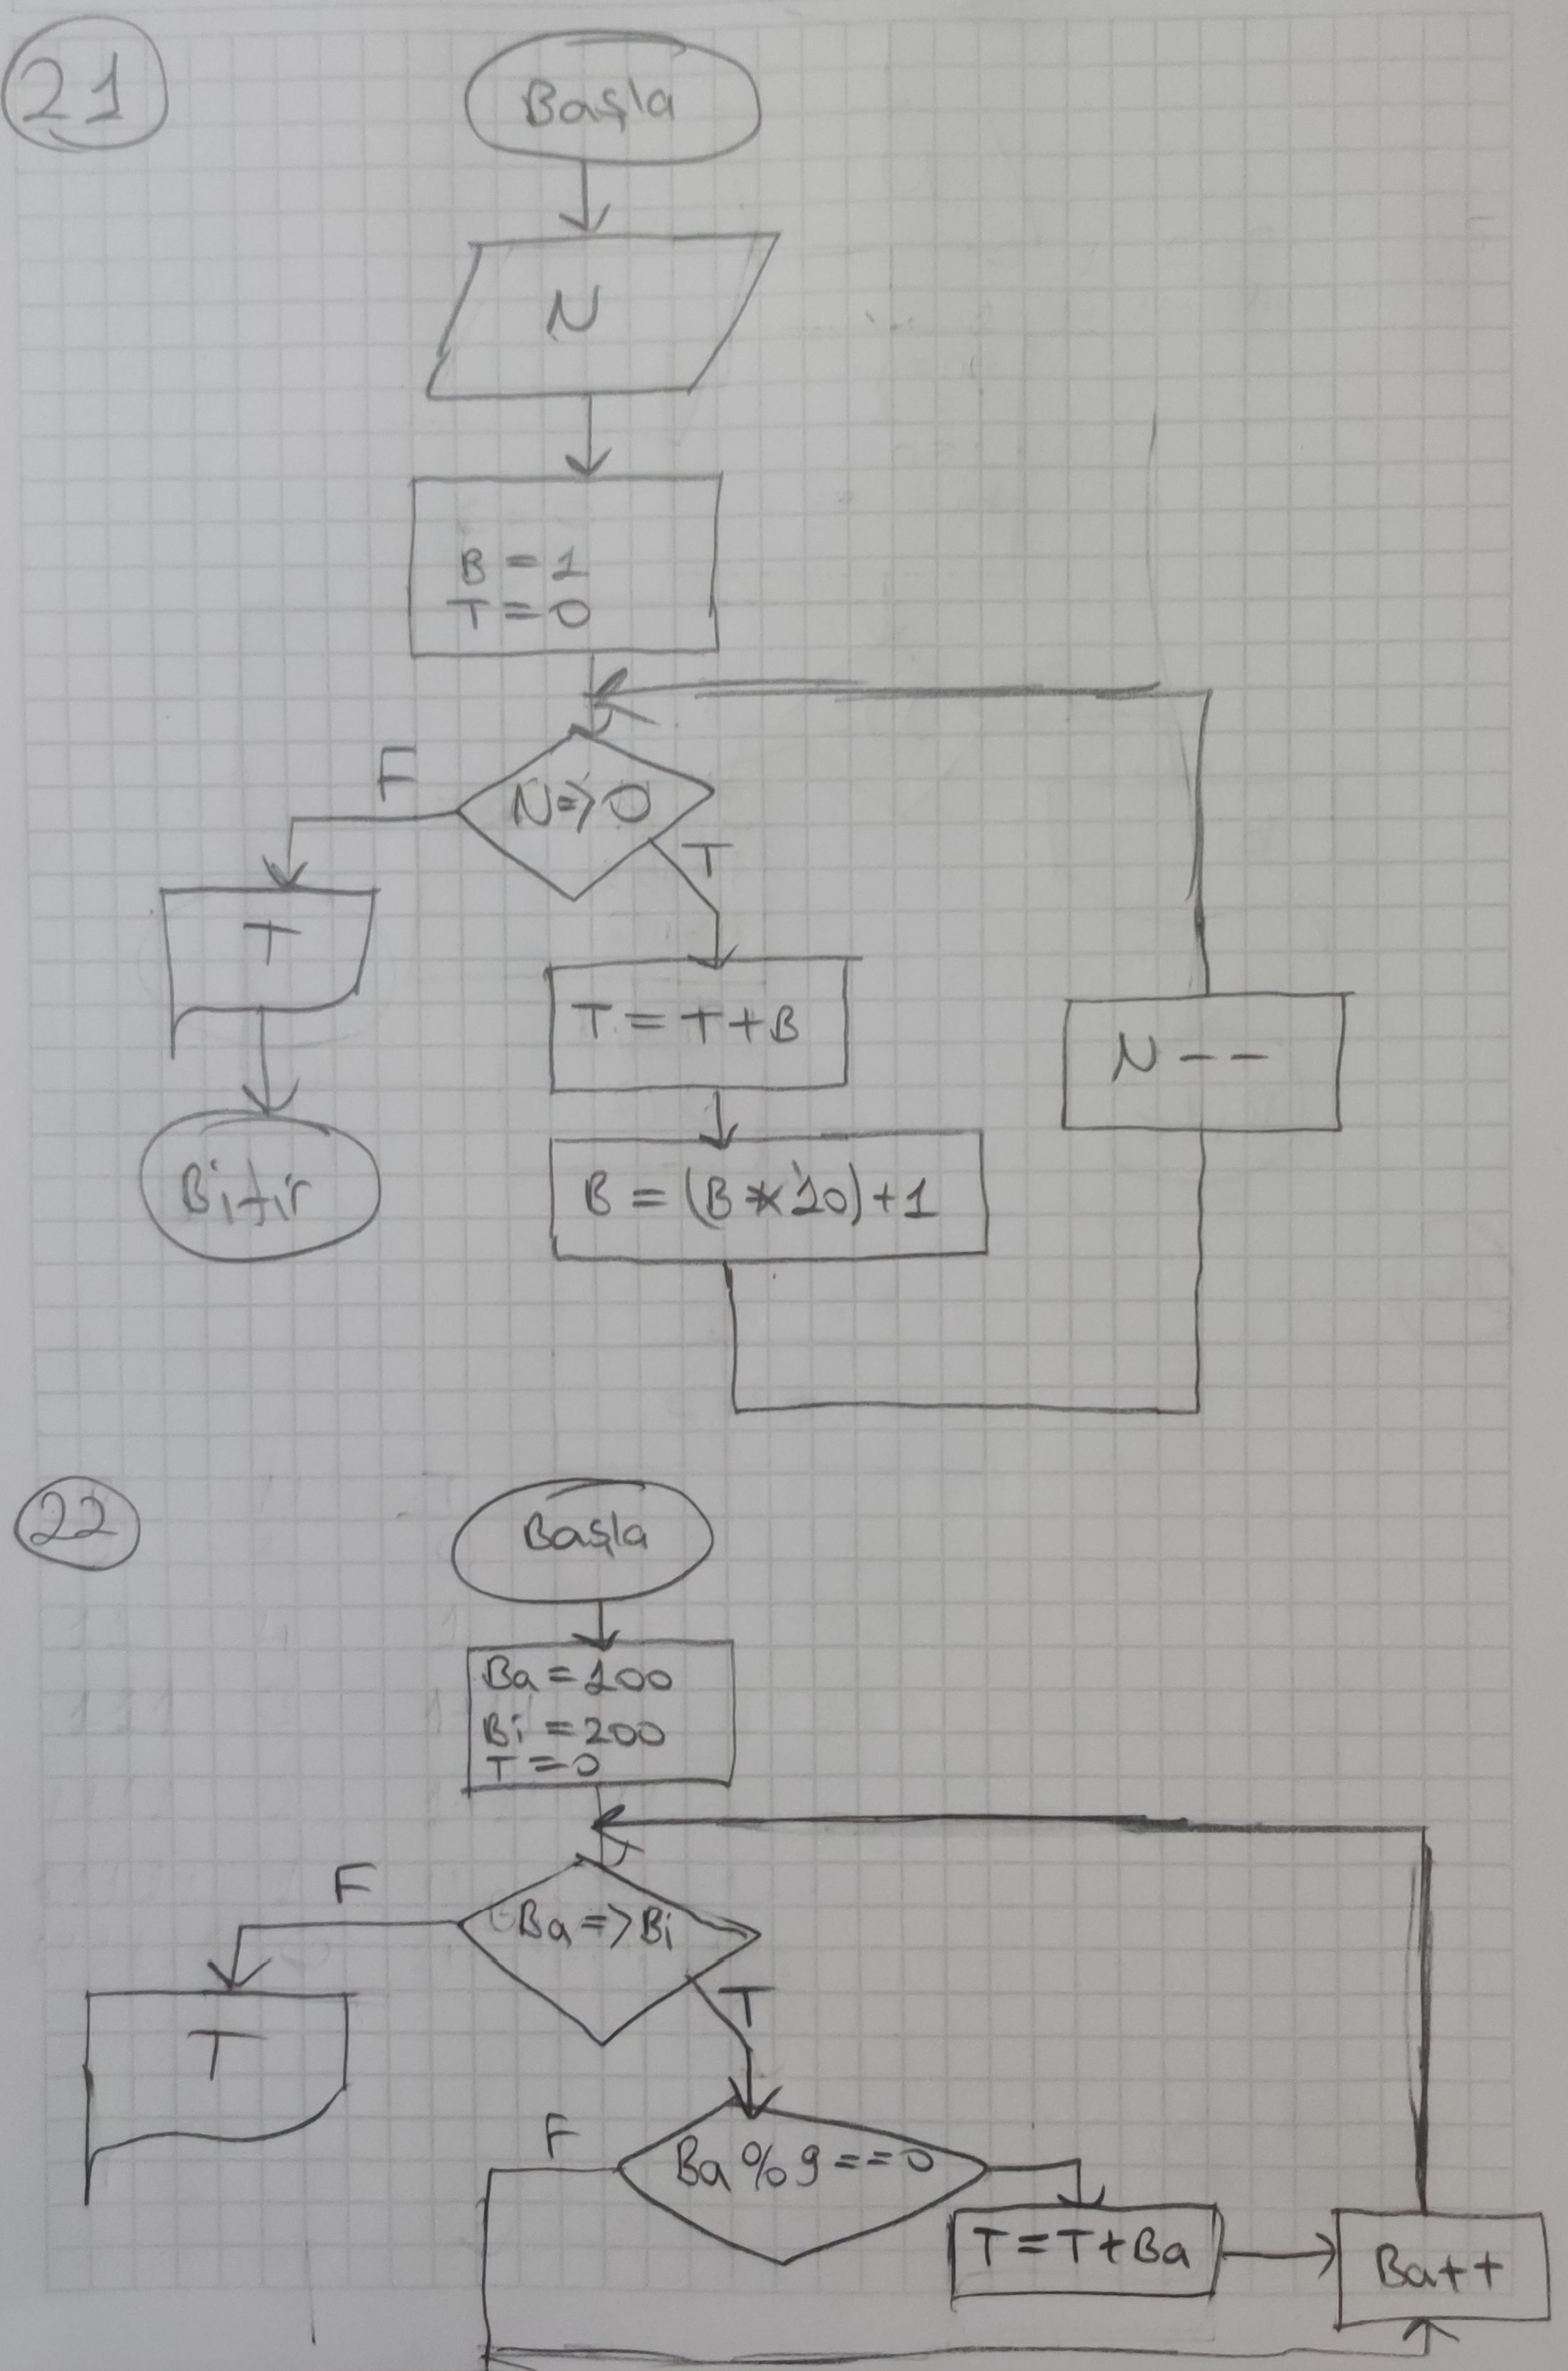 21
Başla
N
B = 1
T = 0
N=>0
F
T
T
T = T + B
N--
B = (B * 10) + 1
Bitir
22
Başla
Ba = 100
Bi = 200
T = 0
Ba => Bi
F
T
T
Ba % 9 == 0
F
T = T + Ba
Ba++